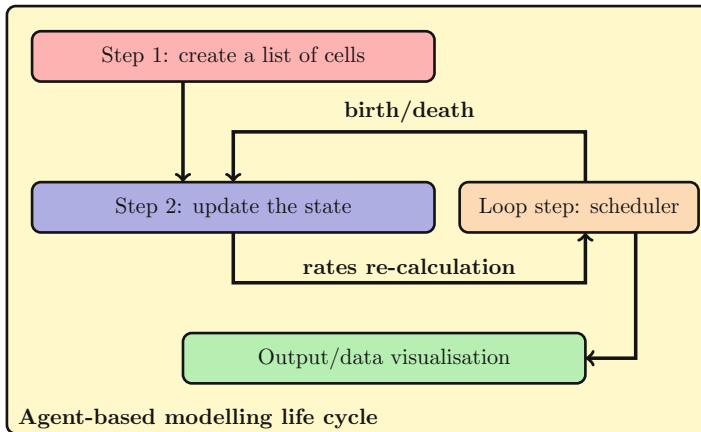 Step 1: create a list of cells
birth/death
Step 2: update the state
Loop step: scheduler
rates re-calculation
Output/data visualisation
Agent-based modelling life cycle